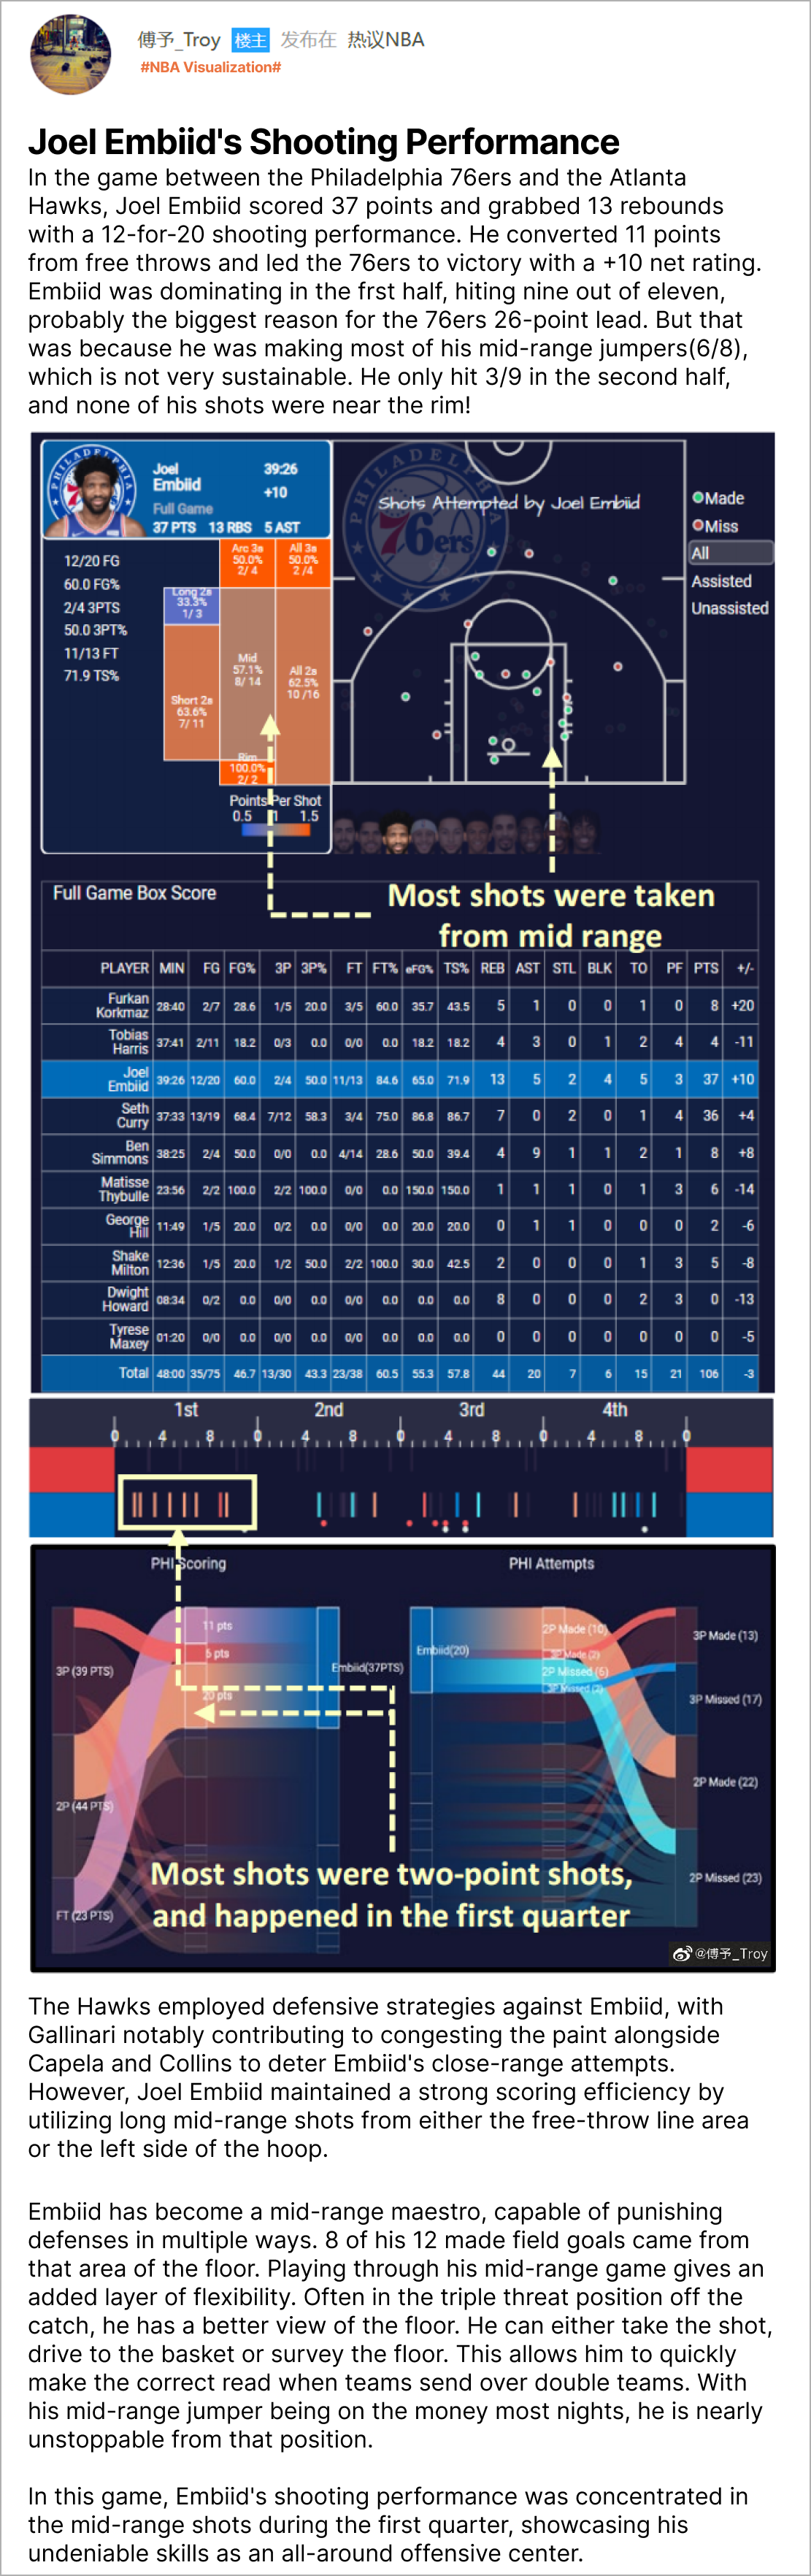 傅予_Troy 楼主 发布在 热议NBA
#NBA Visualization#
Joel Embiid's Shooting Performance
In the game between the Philadelphia 76ers and the Atlanta
Hawks, Joel Embiid scored 37 points and grabbed 13 rebounds
with a 12-for-20 shooting performance. He converted 11 points
from free throws and led the 76ers to victory with a +10 net rating.
Embiid was dominating in the frst half, hiting nine out of eleven,
probably the biggest reason for the 76ers 26-point lead. But that
was because he was making most of his mid-range jumpers(6/8),
which is not very sustainable. He only hit 3/9 in the second half,
and none of his shots were near the rim!
PHILADELPHIA
Joel
Embiid
39:26
+10
Full Game
37 PTS 13 RBS 5 AST
12/20 FG
60.0 FG%
2/4 3PTS
50.0 3PT%
11/13 FT
71.9 TS%
Arc 3s
50.0%
2/ 4
All 3s
50.0%
2 /4
Long 2s
33.3%
1/ 3
Mid
57.1%
8/ 14
All 2s
62.5%
10 /16
Short 2s
63.6%
7/ 11
Rim
100.0%
2/ 2
Points Per Shot
0.5 1 1.5
PHILADELPHIA
76ers
Shots Attempted by Joel Embiid
Made
Miss
All
Assisted
Unassisted
Most shots were taken
from mid range
Full Game Box Score
PLAYER MIN FG FG% 3P 3P% FT FT% eFG% TS% REB AST STL BLK TO PF PTS +/-
Furkan Korkmaz 28:40 2/7 28.6 1/5 20.0 3/5 60.0 35.7 43.5 5 1 0 0 1 0 8 +20
Tobias Harris 37:41 2/11 18.2 0/3 0.0 0/0 0.0 18.2 18.2 4 3 0 1 2 4 4 -11
Joel Embiid 39:26 12/20 60.0 2/4 50.0 11/13 84.6 65.0 71.9 13 5 2 4 5 3 37 +10
Seth Curry 37:33 13/19 68.4 7/12 58.3 3/4 75.0 86.8 86.7 7 0 2 0 1 4 36 +4
Ben Simmons 38:25 2/4 50.0 0/0 0.0 4/14 28.6 50.0 39.4 4 9 1 1 2 1 8 +8
Matisse Thybulle 23:56 2/2 100.0 2/2 100.0 0/0 0.0 150.0 150.0 1 1 1 0 1 3 6 -14
George Hill 11:49 1/5 20.0 0/2 0.0 0/0 0.0 20.0 20.0 0 1 1 0 0 0 2 -6
Shake Milton 12:36 1/5 20.0 1/2 50.0 2/2 100.0 30.0 42.5 2 0 0 0 1 3 5 -8
Dwight Howard 08:34 0/2 0.0 0/0 0.0 0/0 0.0 0.0 0.0 8 0 0 0 2 3 0 -13
Tyrese Maxey 01:20 0/0 0.0 0/0 0.0 0/0 0.0 0.0 0.0 0 0 0 0 0 0 0 -5
Total 48:00 35/75 46.7 13/30 43.3 23/38 60.5 55.3 57.8 44 20 7 6 15 21 106 -3
1st 2nd 3rd 4th
0 4 8 0 4 8 0 4 8 0 4 8 0
PHI Scoring
PHI Attempts
11 pts
6 pts
20 pts
3P (39 PTS)
2P (44 PTS)
FT (23 PTS)
Embiid(37PTS)
Embiid(20)
2P Made (10)
3P Made (2)
2P Missed (6)
3P Missed (2)
3P Made (13)
3P Missed (17)
2P Made (22)
2P Missed (23)
Most shots were two-point shots,
and happened in the first quarter
@傅予_Troy
The Hawks employed defensive strategies against Embiid, with
Gallinari notably contributing to congesting the paint alongside
Capela and Collins to deter Embiid's close-range attempts.
However, Joel Embiid maintained a strong scoring efficiency by
utilizing long mid-range shots from either the free-throw line area
or the left side of the hoop.
Embiid has become a mid-range maestro, capable of punishing
defenses in multiple ways. 8 of his 12 made field goals came from
that area of the floor. Playing through his mid-range game gives an
added layer of flexibility. Often in the triple threat position off the
catch, he has a better view of the floor. He can either take the shot,
drive to the basket or survey the floor. This allows him to quickly
make the correct read when teams send over double teams. With
his mid-range jumper being on the money most nights, he is nearly
unstoppable from that position.
In this game, Embiid's shooting performance was concentrated in
the mid-range shots during the first quarter, showcasing his
undeniable skills as an all-around offensive center.